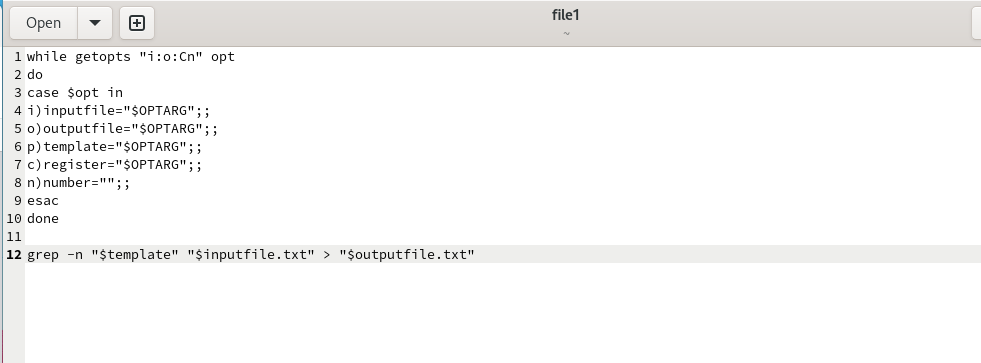 Open
file1
~
1 while getopts "i:o:Cn" opt
2 do
3 case $opt in
4 i)inputfile="$OPTARG";;
5 o)outputfile="$OPTARG";;
6 p)template="$OPTARG";;
7 c)register="$OPTARG";;
8 n)number="";;
9 esac
10 done
11
12 grep -n "$template" "$inputfile.txt" > "$outputfile.txt"